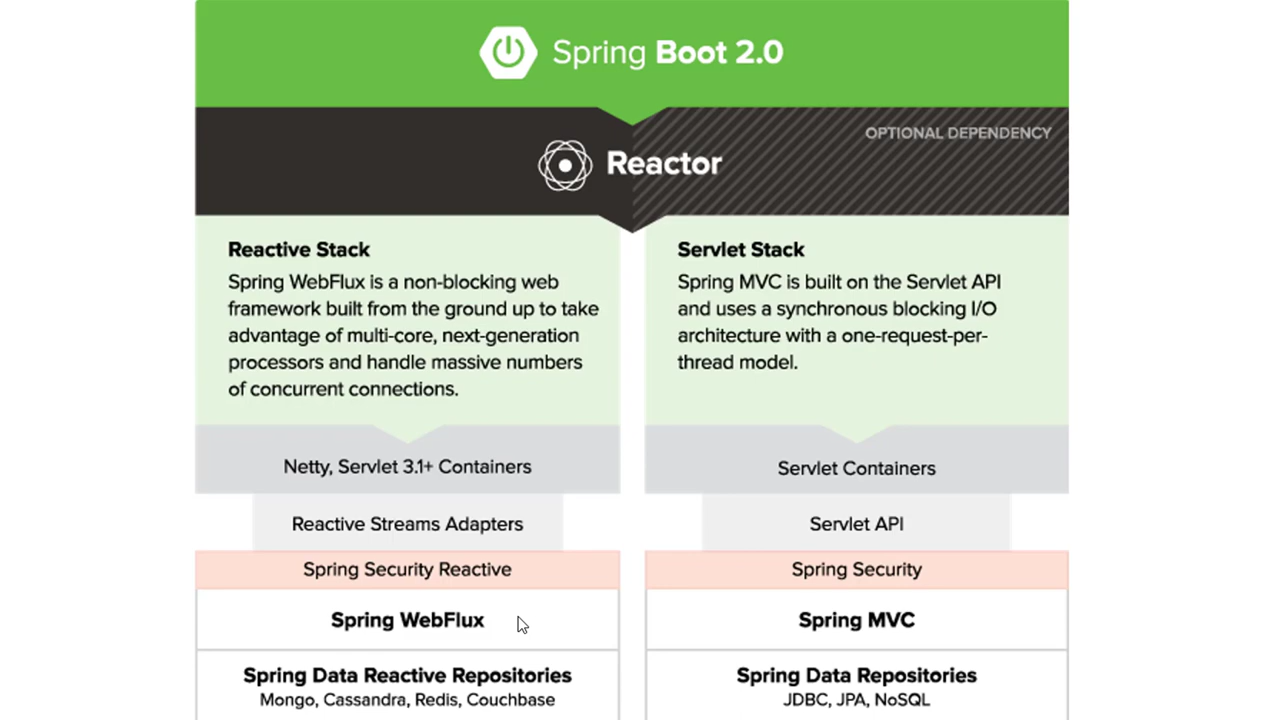 Spring Boot 2.0
OPTIONAL DEPENDENCY
Reactor
Reactive Stack
Spring WebFlux is a non-blocking web
framework built from the ground up to take
advantage of multi-core, next-generation
processors and handle massive numbers
of concurrent connections.
Servlet Stack
Spring MVC is built on the Servlet API
and uses a synchronous blocking I/O
architecture with a one-request-per-
thread model.
Netty, Servlet 3.1+ Containers
Servlet Containers
Reactive Streams Adapters
Servlet API
Spring Security Reactive
Spring Security
Spring WebFlux
Spring MVC
Spring Data Reactive Repositories
Mongo, Cassandra, Redis, Couchbase
Spring Data Repositories
JDBC, JPA, NoSQL